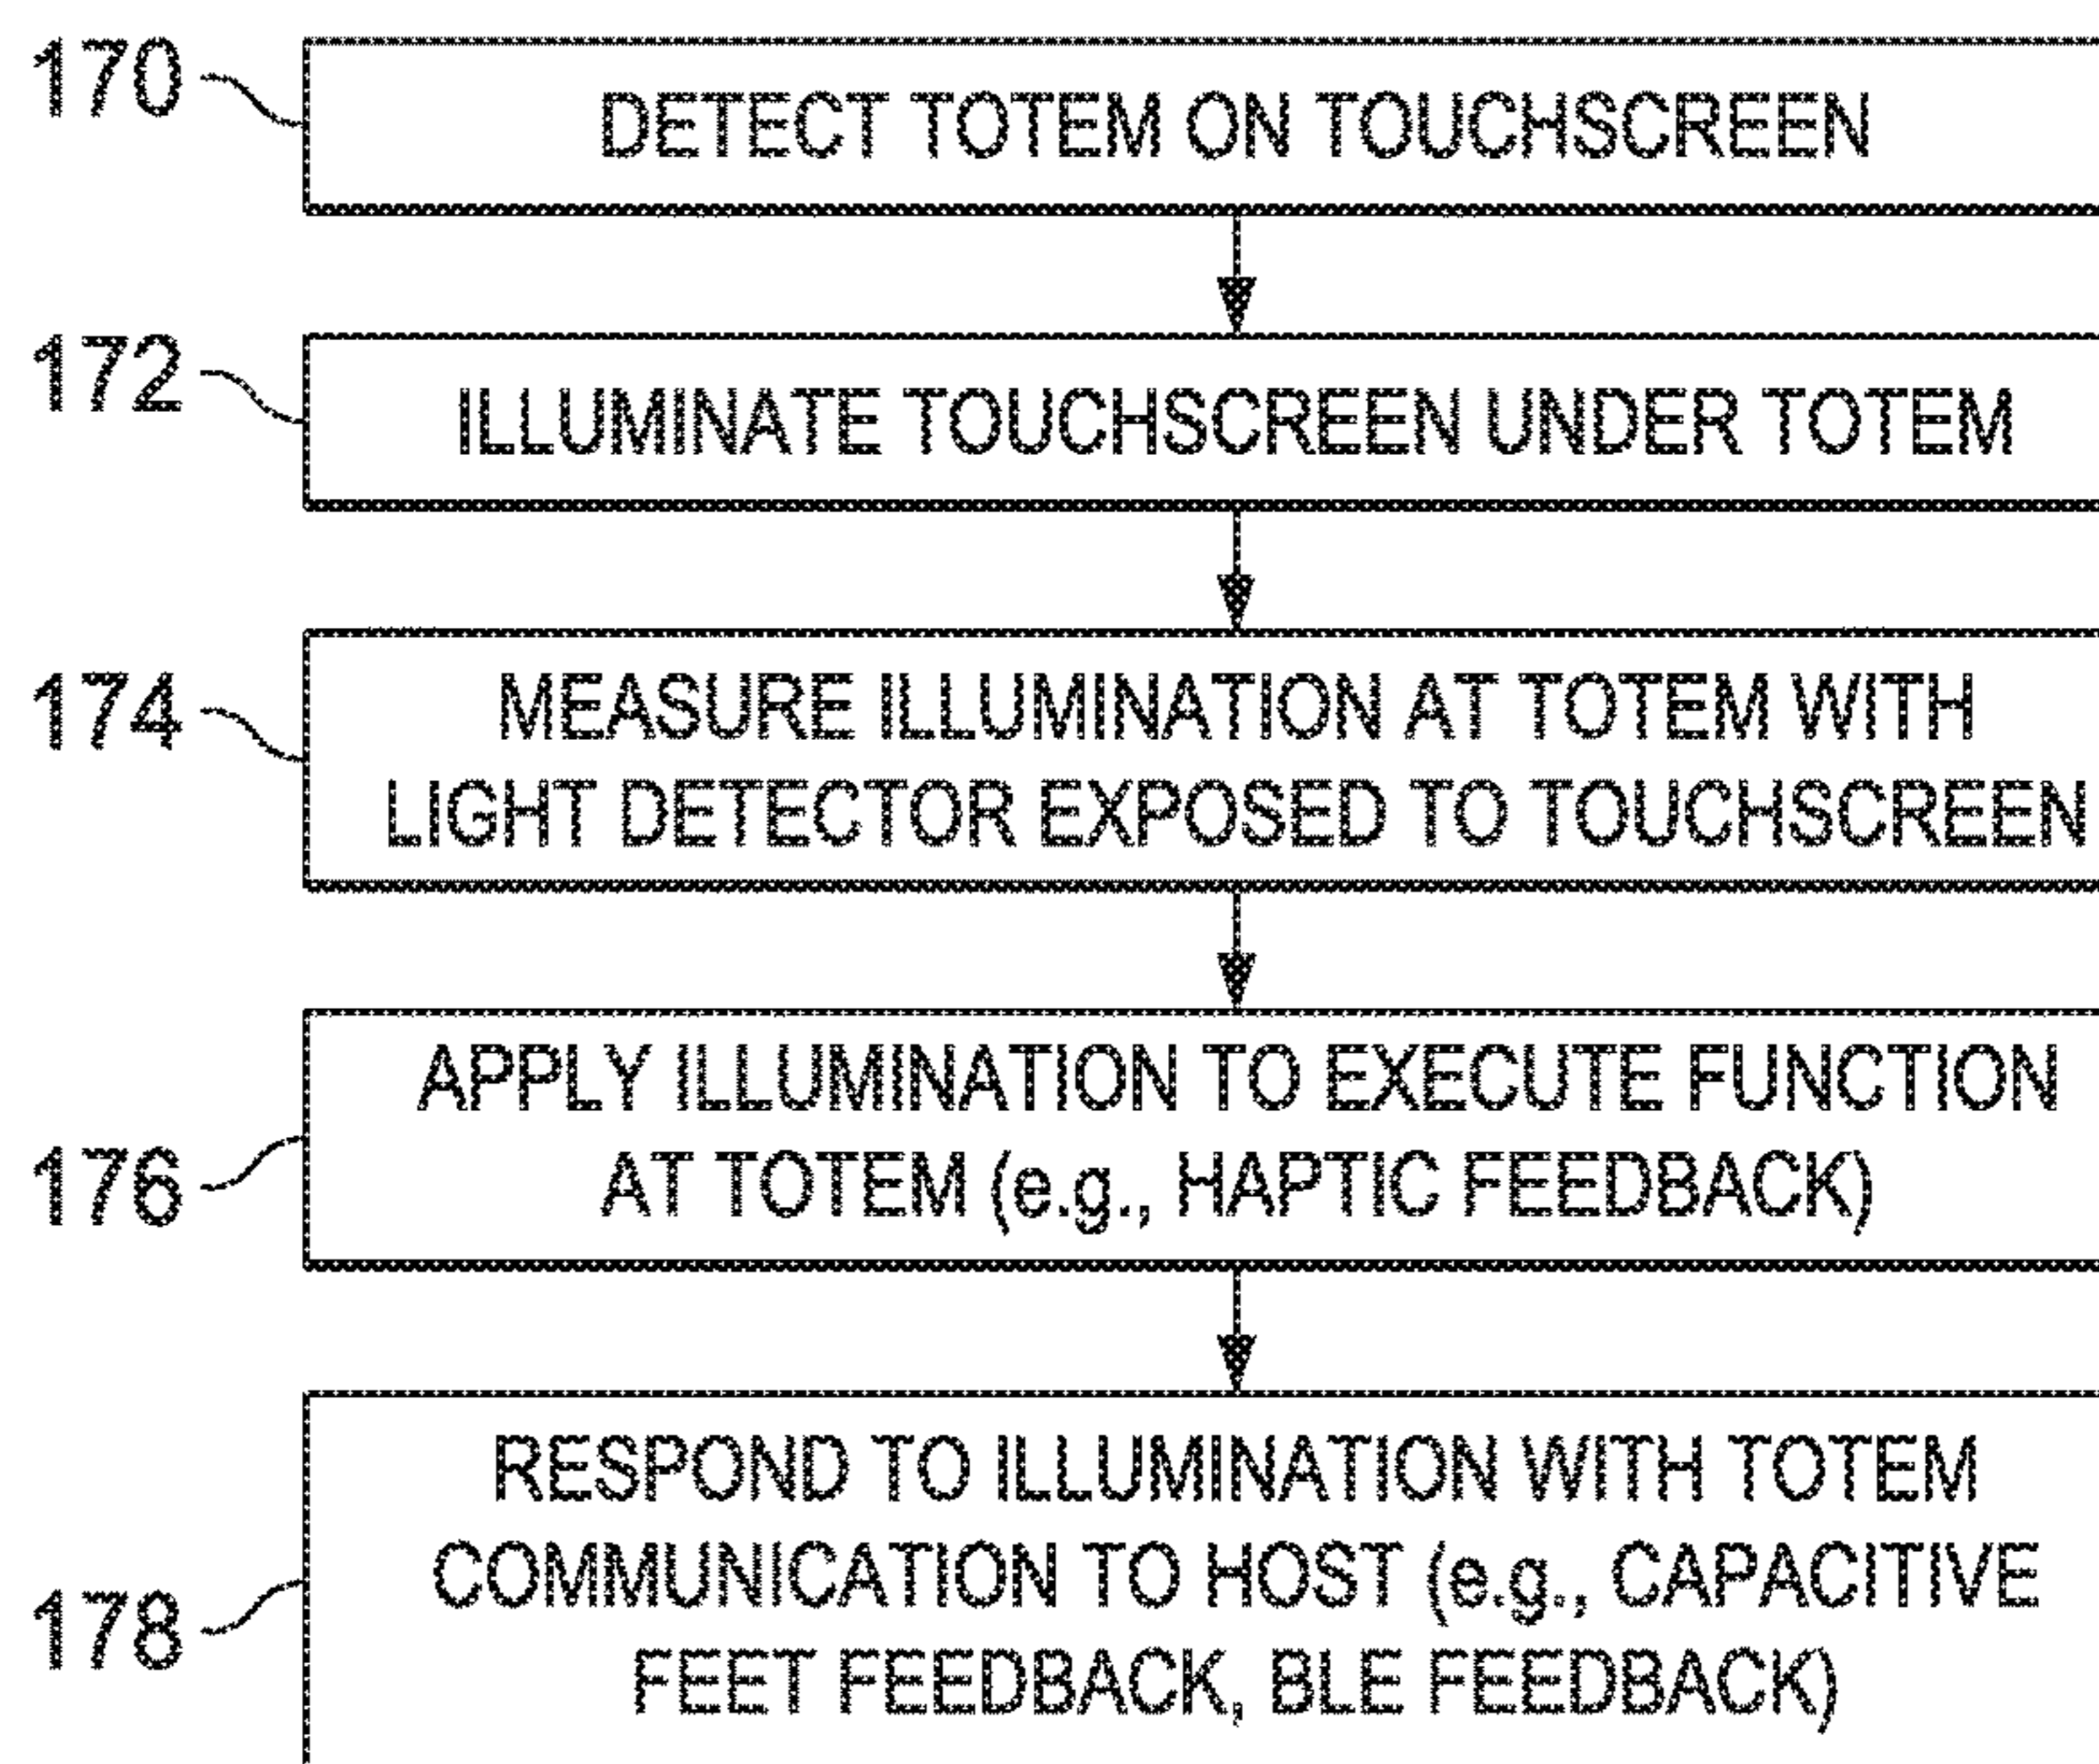 170
DETECT TOTEM ON TOUCHSCREEN
172
ILLUMINATE TOUCHSCREEN UNDER TOTEM
174
MEASURE ILLUMINATION AT TOTEM WITH
LIGHT DETECTOR EXPOSED TO TOUCHSCREEN
176
APPLY ILLUMINATION TO EXECUTE FUNCTION
AT TOTEM (e.g., HAPTIC FEEDBACK)
178
RESPOND TO ILLUMINATION WITH TOTEM
COMMUNICATION TO HOST (e.g., CAPACITIVE
FEET FEEDBACK, BLE FEEDBACK)